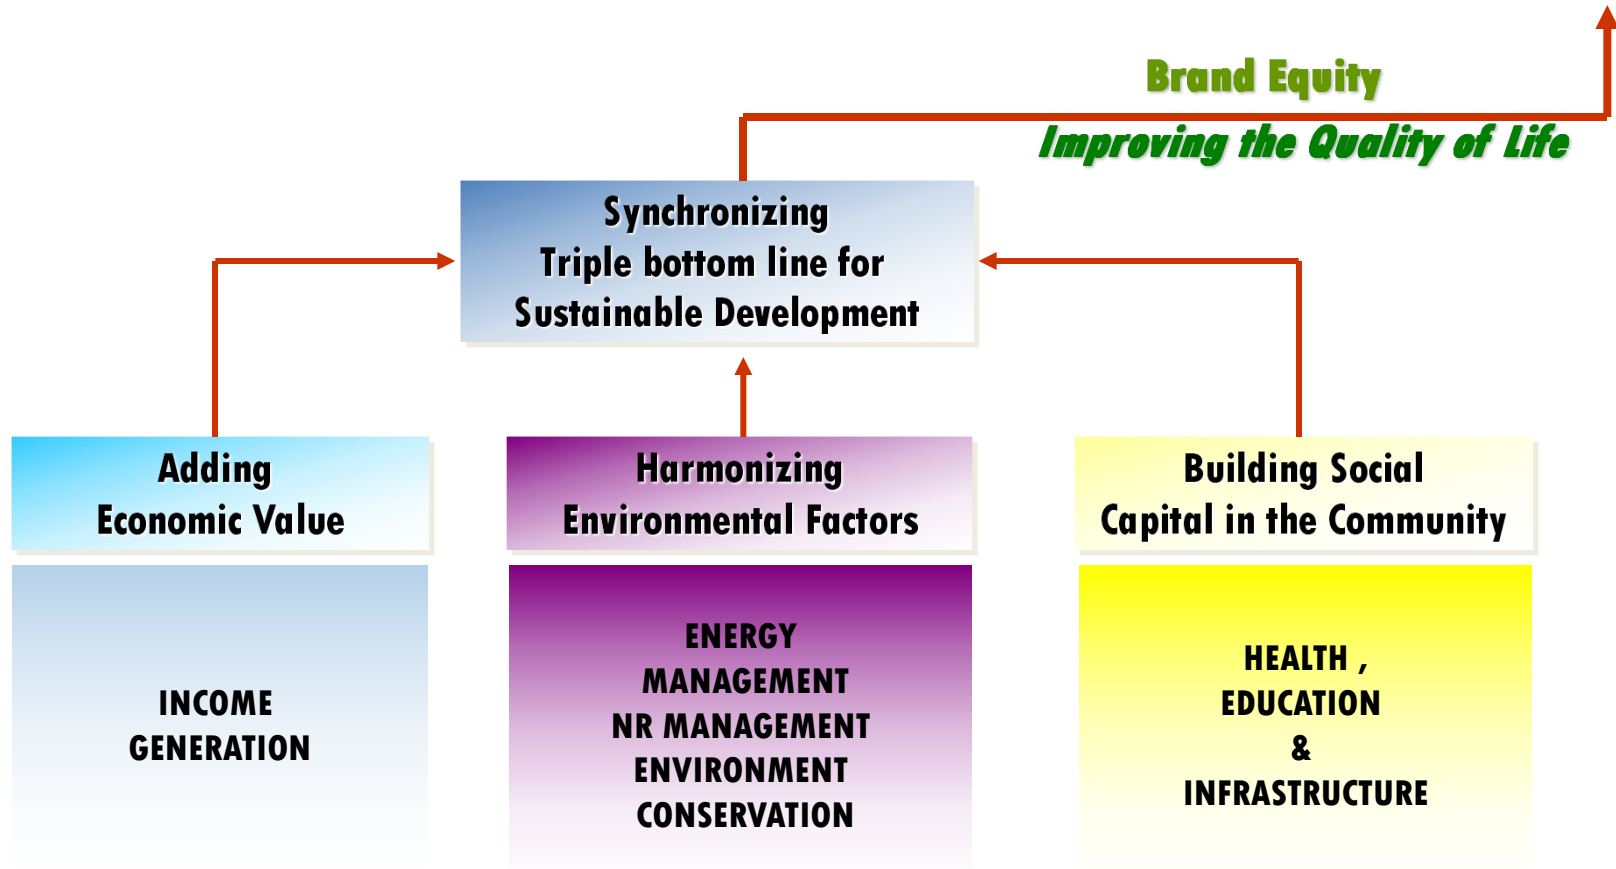 Brand Equity
Improving the Quality of Life
Synchronizing
Triple bottom line for
Sustainable Development
Adding
Economic Value
Harmonizing
Environmental Factors
Building Social
Capital in the Community
INCOME
GENERATION
ENERGY
MANAGEMENT
NR MANAGEMENT
ENVIRONMENT
CONSERVATION
HEALTH ,
EDUCATION
&
INFRASTRUCTURE